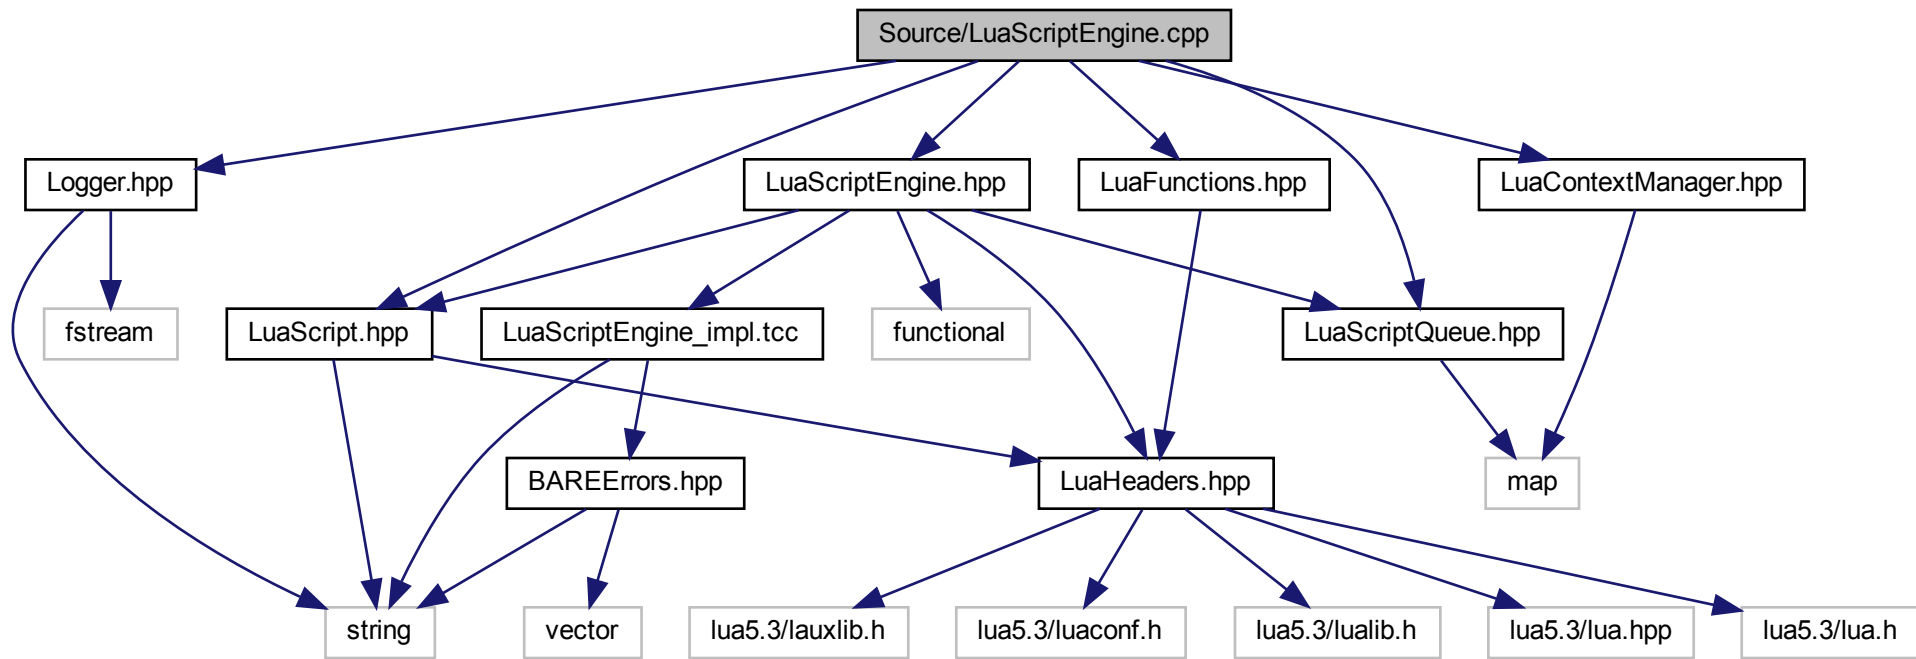 Source/LuaScriptEngine.cpp
Logger.hpp
LuaScriptEngine.hpp
LuaFunctions.hpp
LuaContextManager.hpp
fstream
LuaScript.hpp
LuaScriptEngine_impl.tcc
functional
LuaScriptQueue.hpp
BAREErrors.hpp
LuaHeaders.hpp
map
string
vector
lua5.3/lauxlib.h
lua5.3/luaconf.h
lua5.3/lualib.h
lua5.3/lua.hpp
lua5.3/lua.h